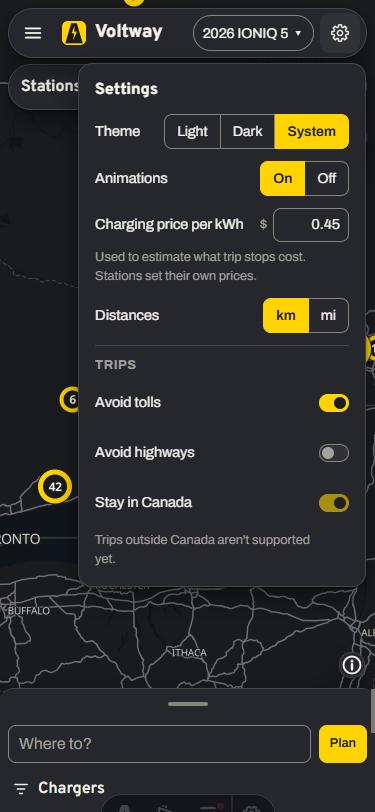 Voltway
2026 IONIQ 5
Stations
Settings
Theme
Light
Dark
System
Animations
On
Off
Charging price per kWh
$
0.45
Used to estimate what trip stops cost.
Stations set their own prices.
Distances
km
mi
TRIPS
Avoid tolls
6
Avoid highways
42
Stay in Canada
RONTO
Trips outside Canada aren't supported
yet.
BUFFALO
ITHACA
Where to?
Plan
Chargers